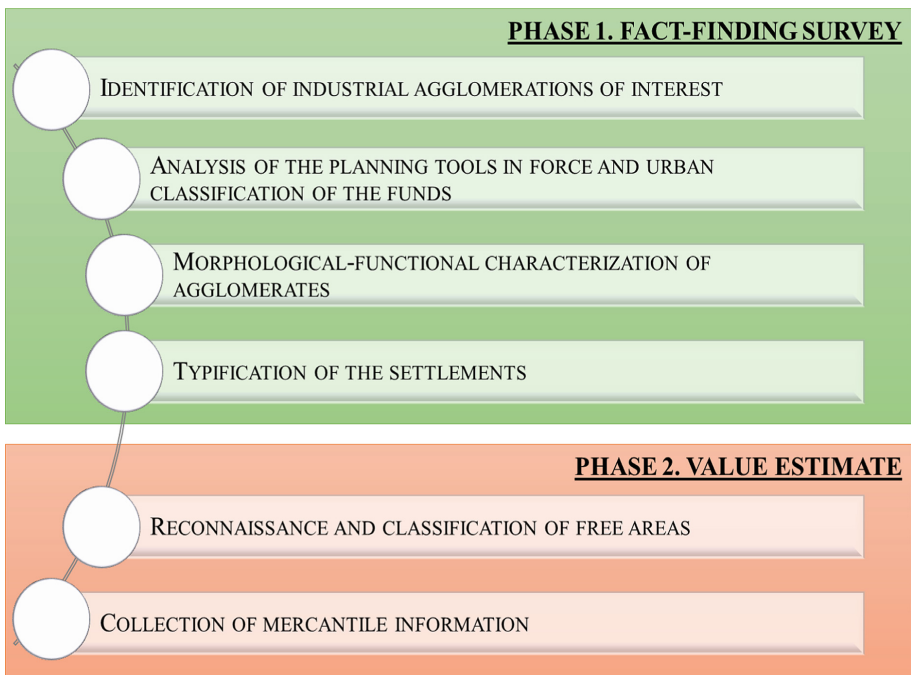 PHASE 1. FACT-FINDING SURVEY
IDENTIFICATION OF INDUSTRIAL AGGLOMERATIONS OF INTEREST
ANALYSIS OF THE PLANNING TOOLS IN FORCE AND URBAN
CLASSIFICATION OF THE FUNDS
MORPHOLOGICAL-FUNCTIONAL CHARACTERIZATION OF
AGGLOMERATES
TYPIFICATION OF THE SETTLEMENTS
PHASE 2. VALUE ESTIMATE
RECONNAISSANCE AND CLASSIFICATION OF FREE AREAS
COLLECTION OF MERCANTILE INFORMATION